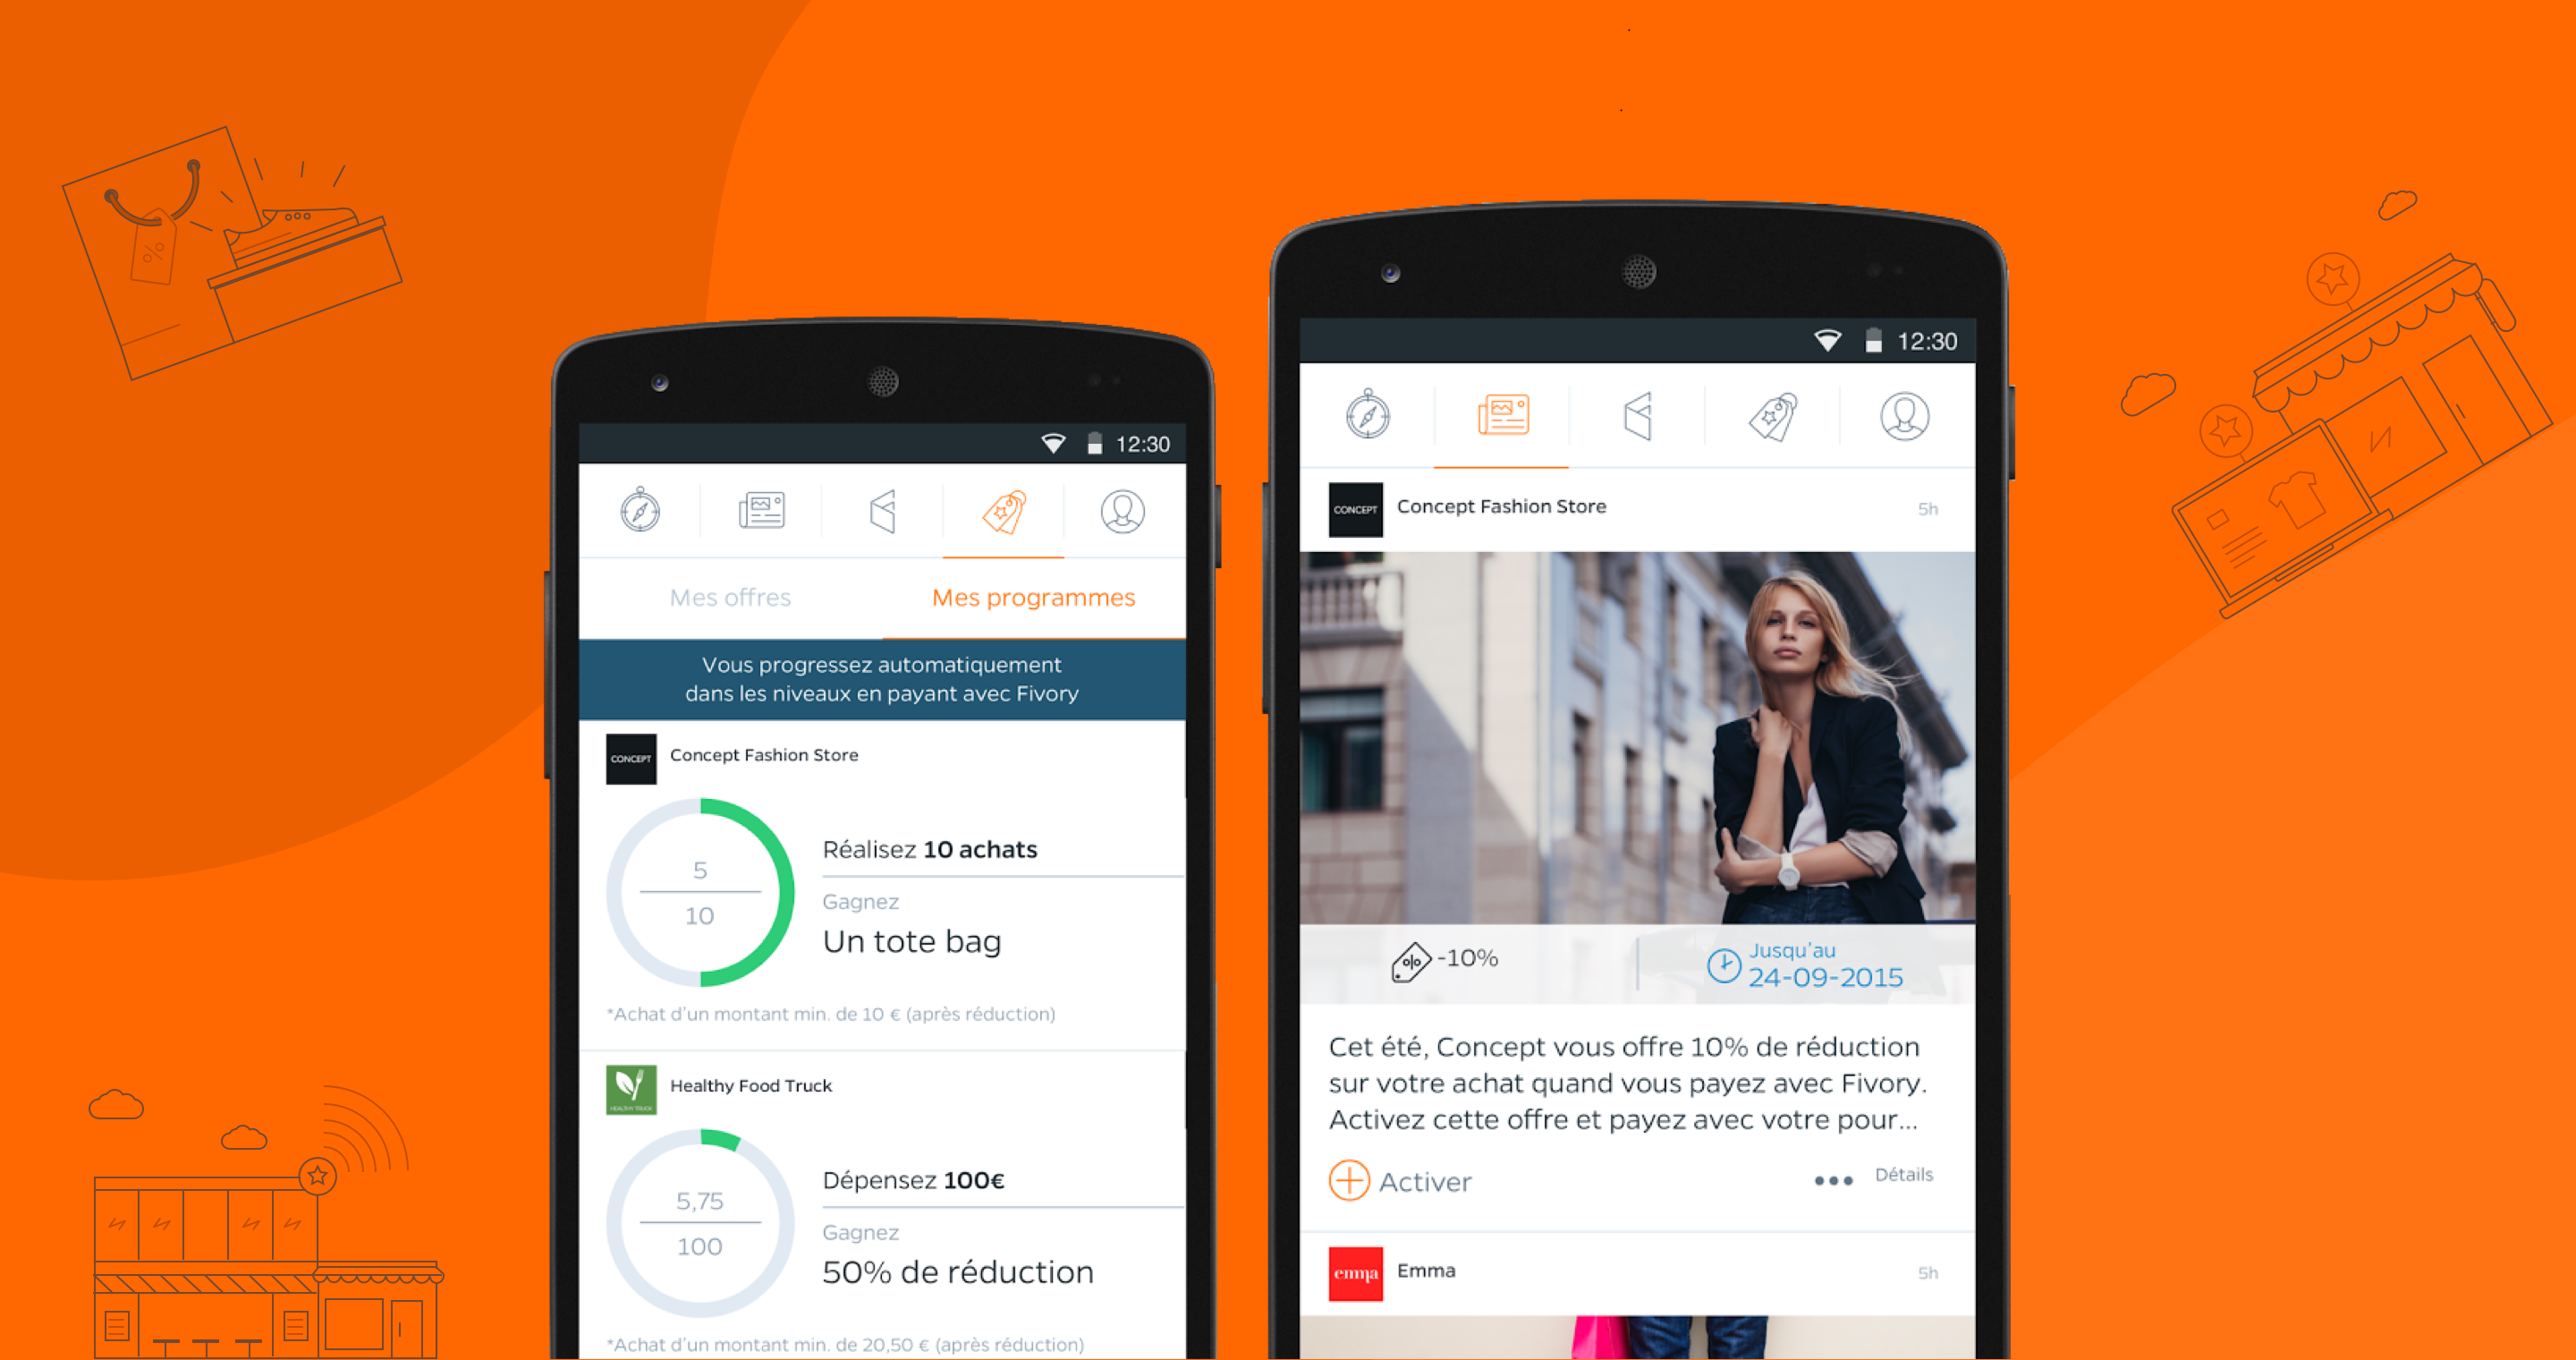 12:30
Mes offres
Mes programmes
Vous progressez automatiquement
dans les niveaux en payant avec Fivory
CONCEPT
Concept Fashion Store
5
10
Réalisez 10 achats
Gagnez
Un tote bag
*Achat d'un montant min. de 10 € (après réduction)
HEALTHY TRUCK
Healthy Food Truck
5,75
100
Dépensez 100€
Gagnez
50% de réduction
*Achat d'un montant min. de 20,50 € (après réduction)
12:30
CONCEPT
Concept Fashion Store
5h
%
-10%
Jusqu'au
24-09-2015
Cet été, Concept vous offre 10% de réduction
sur votre achat quand vous payez avec Fivory.
Activez cette offre et payez avec votre pour...
Activer
Détails
emma
Emma
5h
%